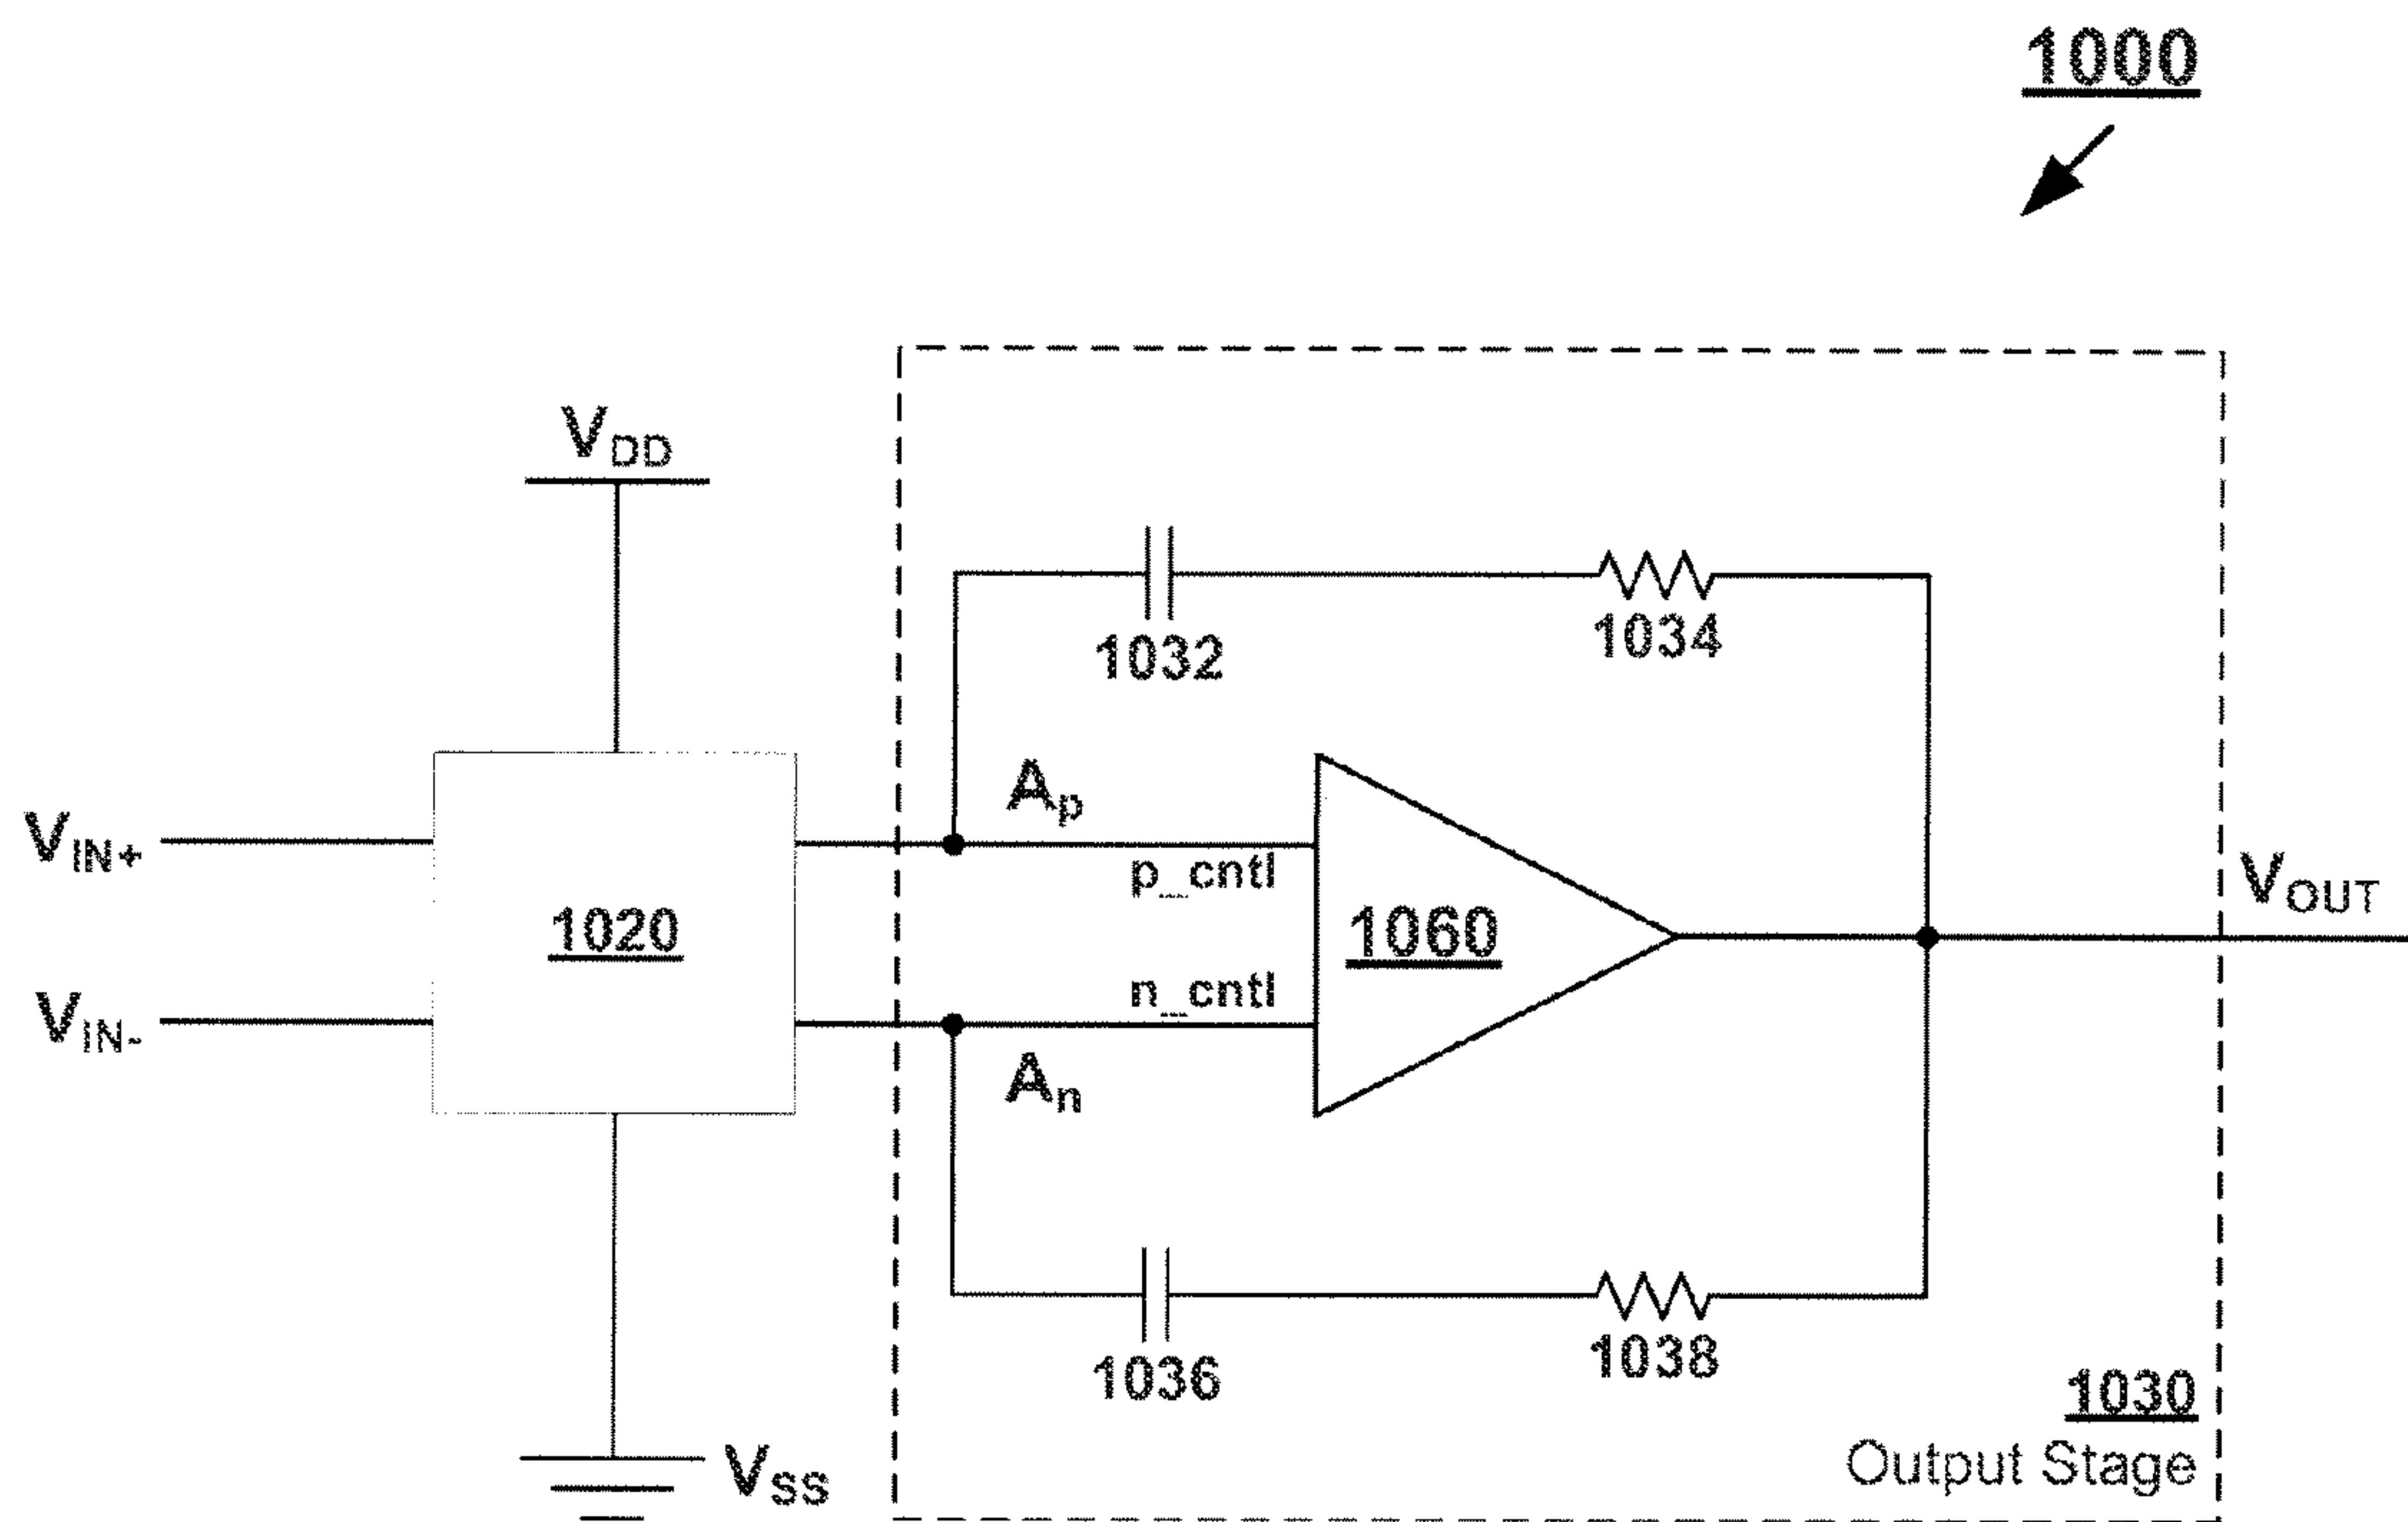 1000
VDD
1032
1034
Ap
VIN+
p_cntl
VOUT
1020
1060
n_cntl
VIN-
An
1036
1038
1030
Output Stage
VSS